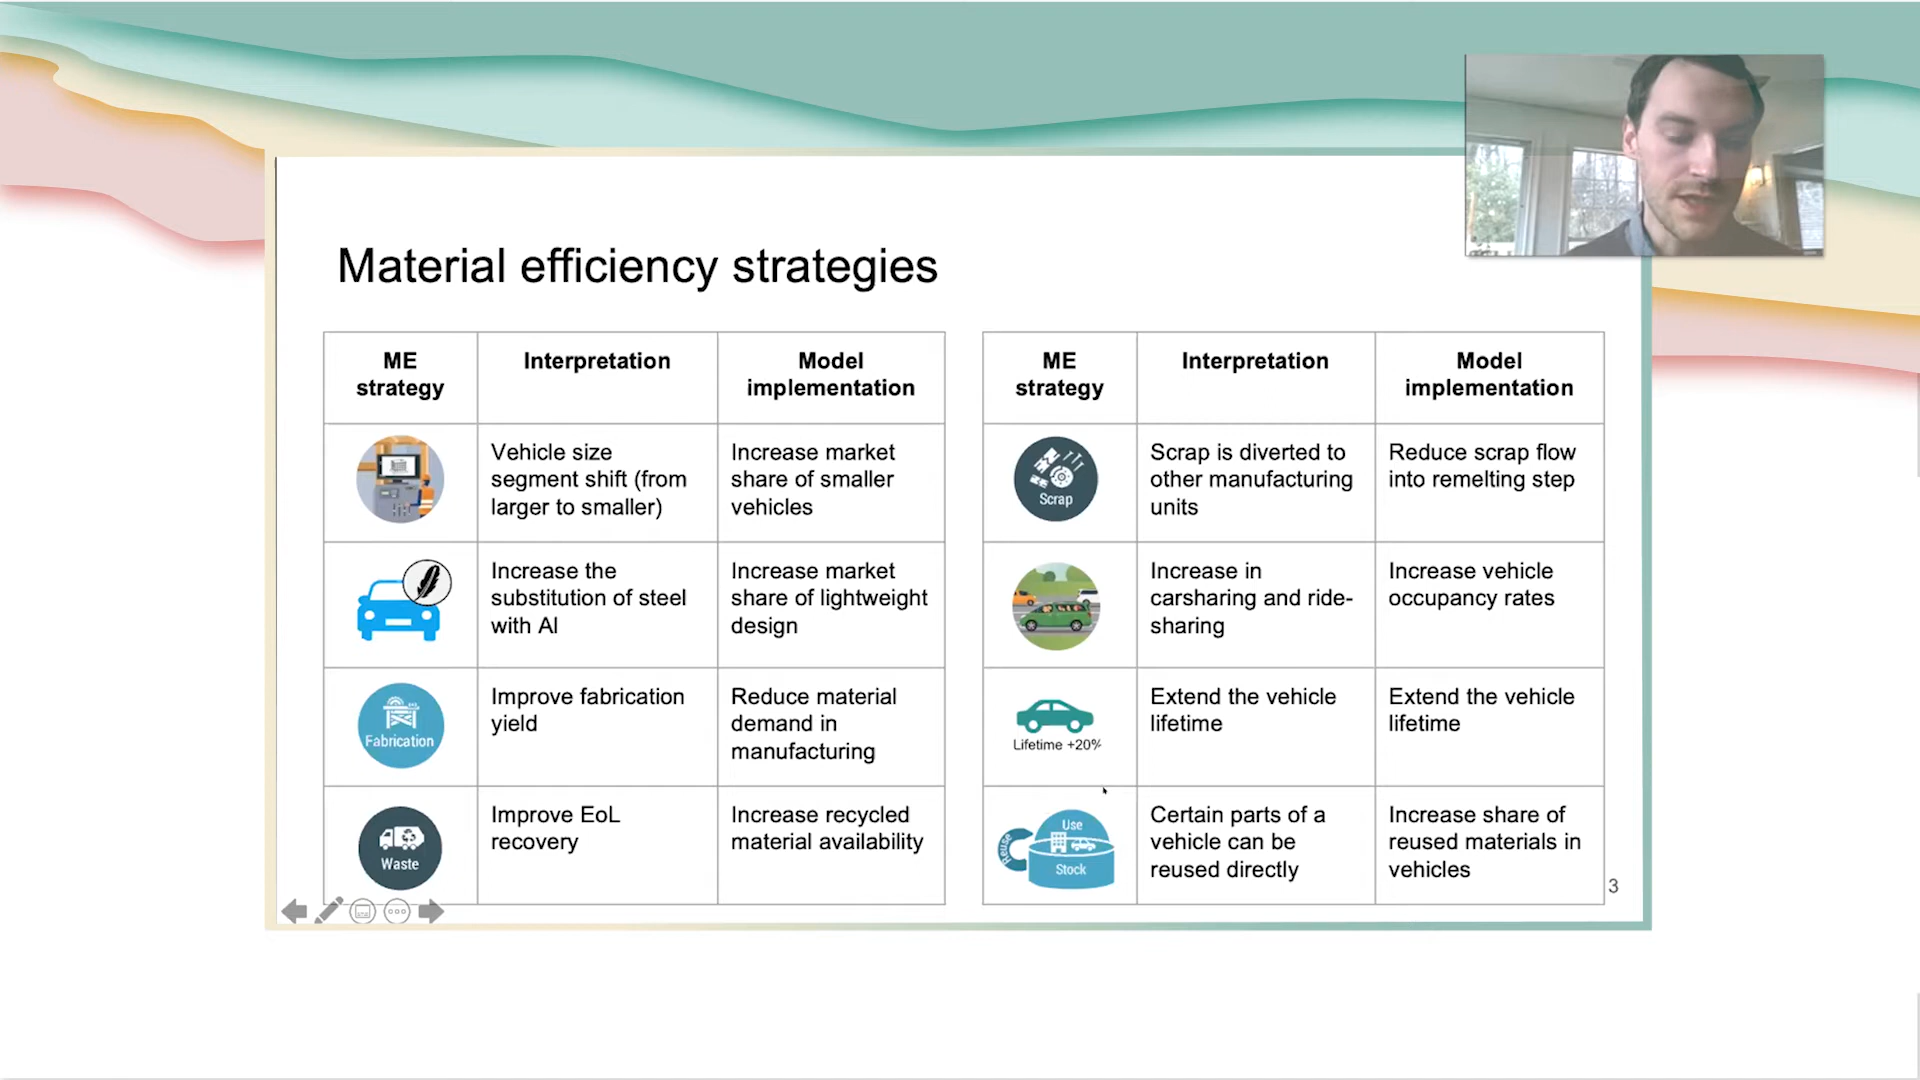 Material efficiency strategies
ME
strategy
Interpretation
Model
implementation
Vehicle size
segment shift (from
larger to smaller)
Increase market
share of smaller
vehicles
Increase the
substitution of steel
with Al
Increase market
share of lightweight
design
Fabrication
Improve fabrication
yield
Reduce material
demand in
manufacturing
Waste
Improve EoL
recovery
Increase recycled
material availability
ME
strategy
Interpretation
Model
implementation
Scrap
Scrap is diverted to
other manufacturing
units
Reduce scrap flow
into remelting step
Increase in
carsharing and ride-
sharing
Increase vehicle
occupancy rates
Lifetime +20%
Extend the vehicle
lifetime
Extend the vehicle
lifetime
Reuse
Use
Stock
Certain parts of a
vehicle can be
reused directly
Increase share of
reused materials in
vehicles
3